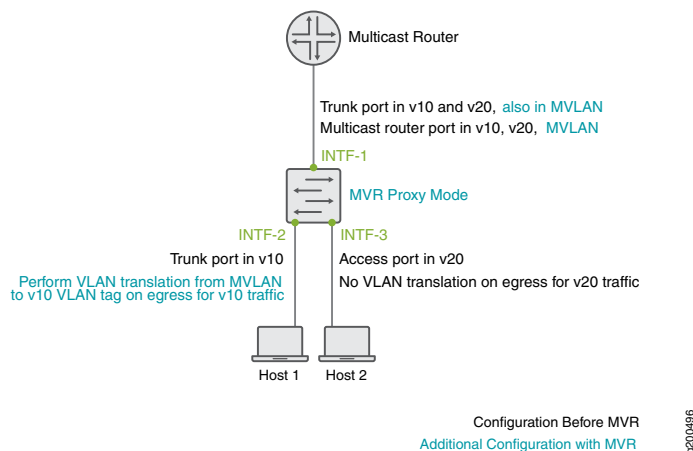 Multicast Router
Trunk port in v10 and v20, also in MVLAN
Multicast router port in v10, v20, MVLAN
INTF-1
MVR Proxy Mode
INTF-2
INTF-3
Trunk port in v10
Perform VLAN translation from MVLAN
to v10 VLAN tag on egress for v10 traffic
Access port in v20
No VLAN translation on egress for v20 traffic
Host 1
Host 2
Configuration Before MVR
Additional Configuration with MVR
g200496